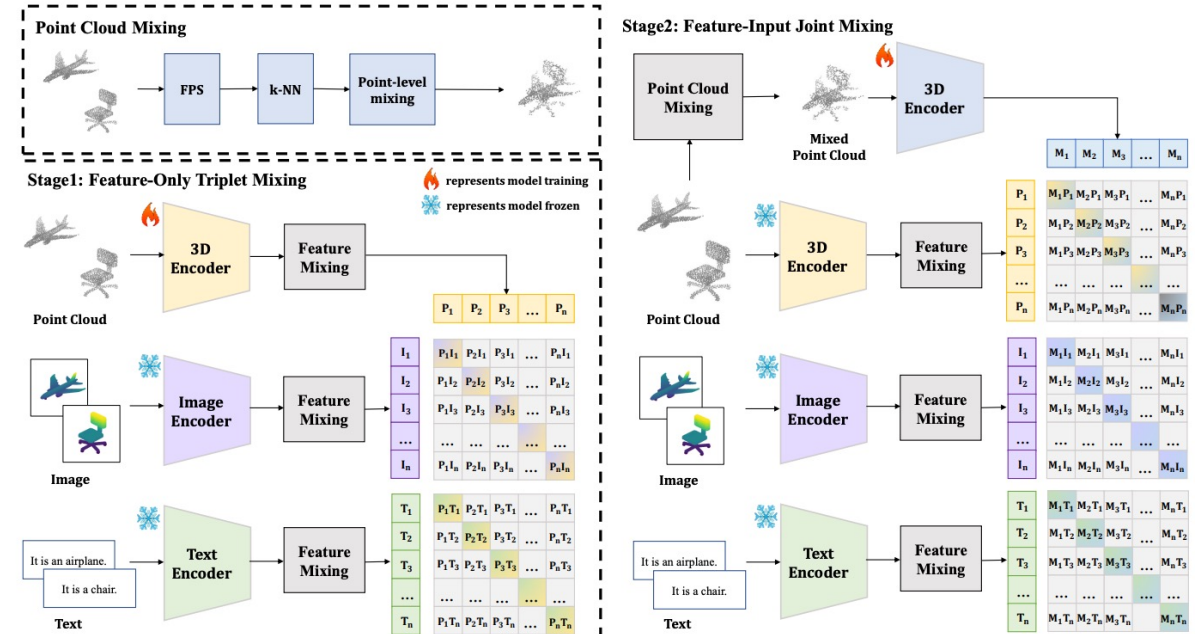 Point Cloud Mixing
FPS
k-NN
Point-level
mixing
Stage1: Feature-Only Triplet Mixing
represents model training
represents model frozen
3D
Encoder
Feature
Mixing
Point Cloud
P1 P2 P3 ... Pn
I1 P1I1 P2I1 P3I1 ... PnI1
I2 P1I2 P2I2 P3I2 ... PnI2
I3 P1I3 P2I3 P3I3 ... PnI3
... ... ... ... ... ...
In P1In P2In P3In ... PnIn
Image
Encoder
Feature
Mixing
Image
T1 P1T1 P2T1 P3T1 ... PnT1
T2 P1T2 P2T2 P3T2 ... PnT2
T3 P1T3 P2T3 P3T3 ... PnT3
... ... ... ... ... ...
Tn P1Tn P2Tn P3Tn ... PnTn
Text
Encoder
Feature
Mixing
It is an airplane.
It is a chair.
Text
Stage2: Feature-Input Joint Mixing
Point Cloud
Mixing
Mixed
Point Cloud
3D
Encoder
M1 M2 M3 ... Mn
P1 M1P1 M2P1 M3P1 ... MnP1
P2 M1P2 M2P2 M3P2 ... MnP2
P3 M1P3 M2P3 M3P3 ... MnP3
... ... ... ... ... ...
Pn M1Pn M2Pn M3Pn ... MnPn
3D
Encoder
Feature
Mixing
Point Cloud
I1 M1I1 M2I1 M3I1 ... MnI1
I2 M1I2 M2I2 M3I2 ... MnI2
I3 M1I3 M2I3 M3I3 ... MnI3
... ... ... ... ... ...
In M1In M2In M3In ... MnIn
Image
Encoder
Feature
Mixing
Image
T1 M1T1 M2T1 M3T1 ... MnT1
T2 M1T2 M2T2 M3T2 ... MnT2
T3 M1T3 M2T3 M3T3 ... MnT3
... ... ... ... ... ...
Tn M1Tn M2Tn M3Tn ... MnTn
Text
Encoder
Feature
Mixing
It is an airplane.
It is a chair.
Text